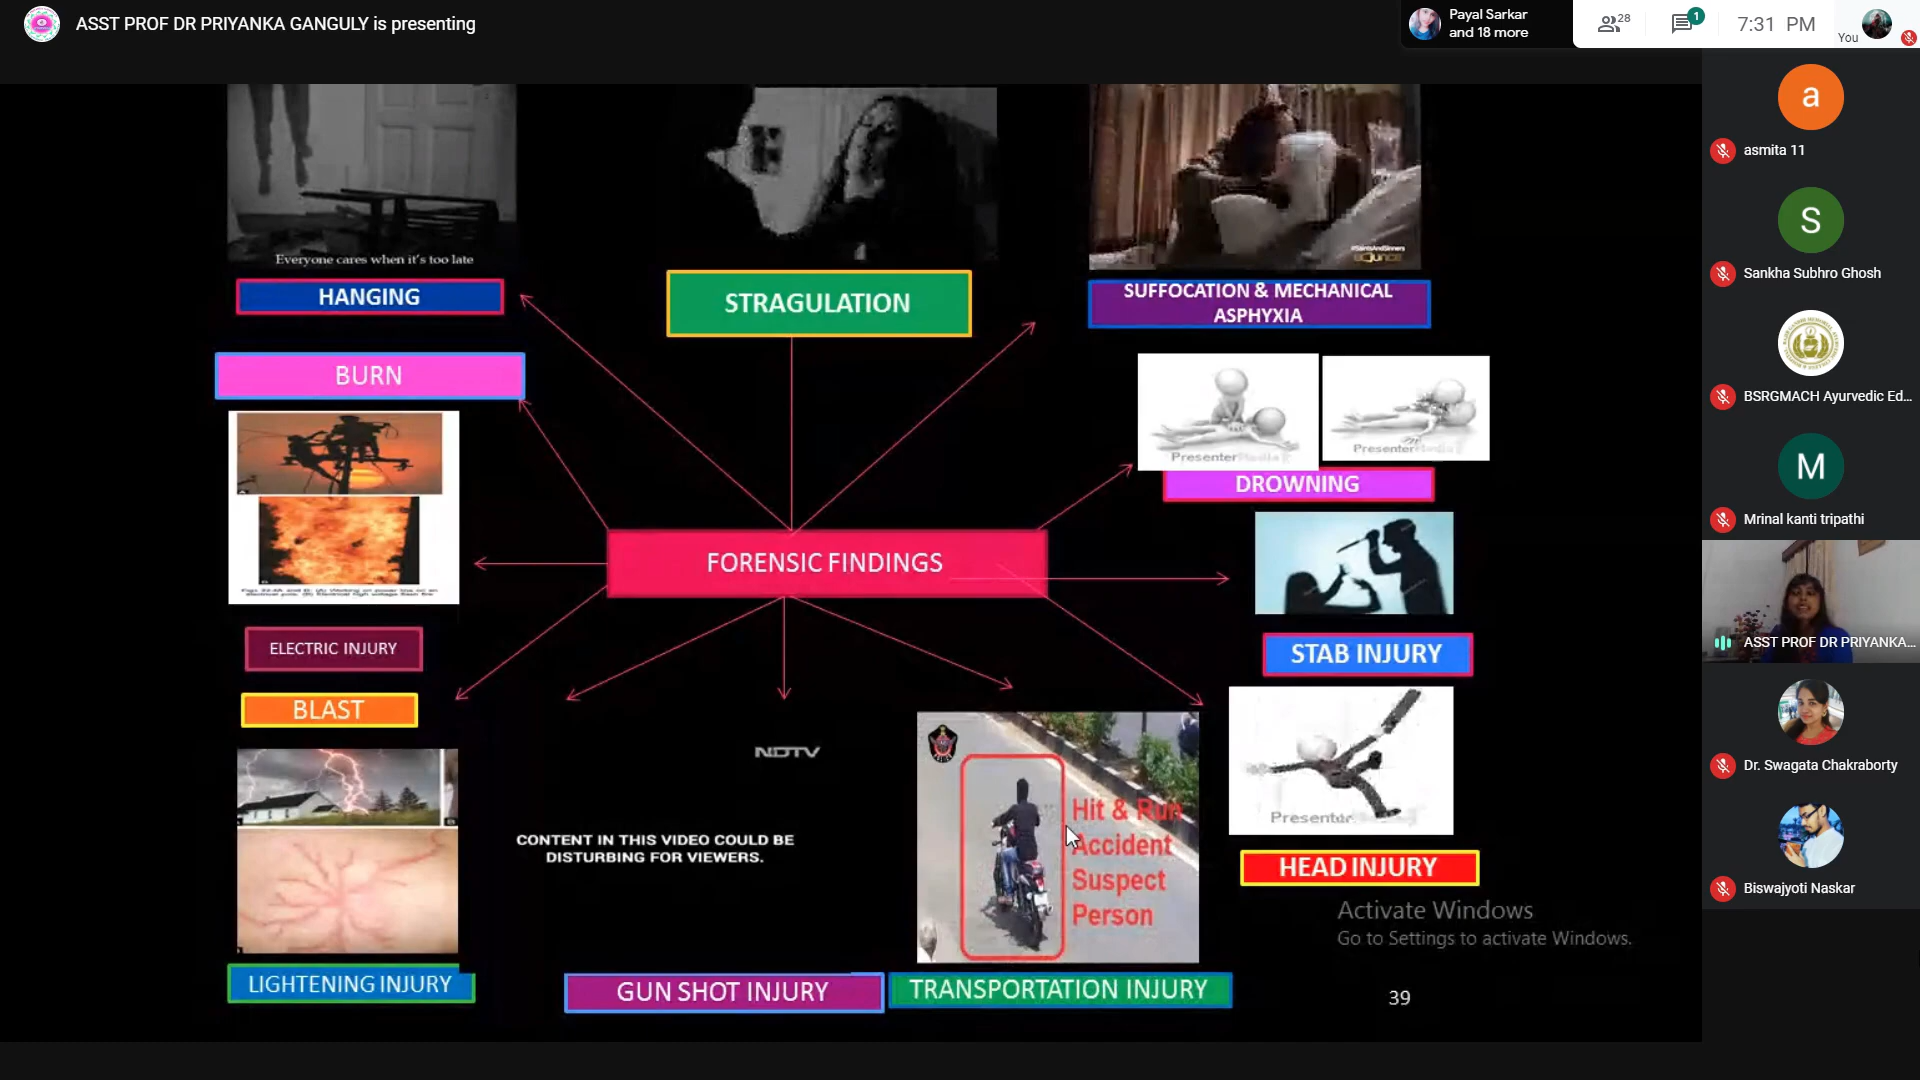 ASST PROF DR PRIYANKA GANGULY is presenting
Payal Sarkar
and 18 more
28
1
7:31 PM
You
a
asmita 11
S
Sankha Subhro Ghosh
BSRGMACH Ayurvedic Ed...
M
Mrinal kanti tripathi
ASST PROF DR PRIYANKA...
Dr. Swagata Chakraborty
Biswajyoti Naskar
Everyone cares when it's too late
HANGING
STRAGULATION
#SaintsAndSinners
SUFFOCATION & MECHANICAL
ASPHYXIA
BURN
PresenterMedia
PresenterMedia
DROWNING
FORENSIC FINDINGS
ELECTRIC INJURY
STAB INJURY
BLAST
NDTV
CONTENT IN THIS VIDEO COULD BE
DISTURBING FOR VIEWERS.
Hit & Run
Accident
Suspect
Person
Presenter
HEAD INJURY
Activate Windows
Go to Settings to activate Windows.
LIGHTENING INJURY
GUN SHOT INJURY
TRANSPORTATION INJURY
39